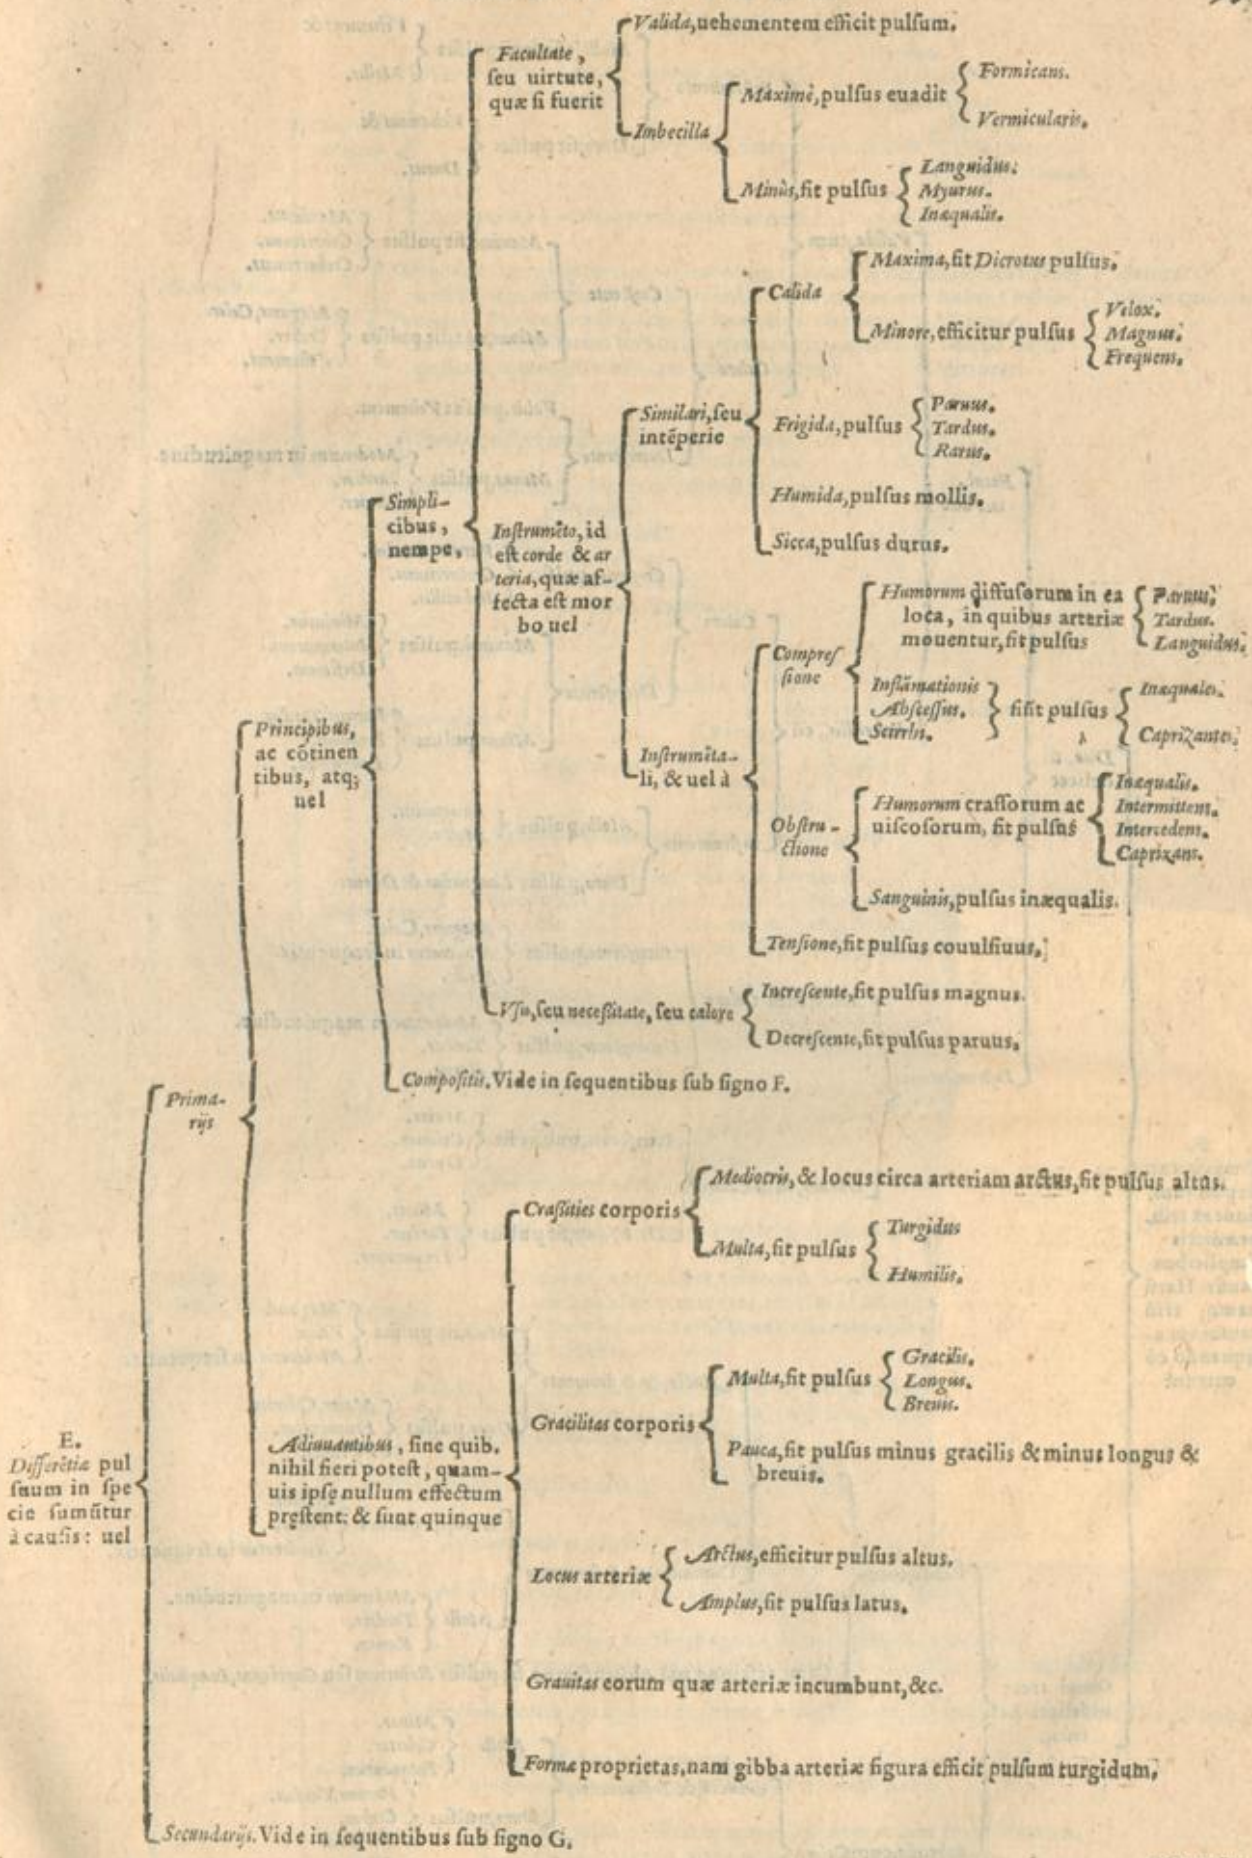 Valida, uehementem efficit pulsum.
Facultate,
seu uirtute,
quæ si fuerit
Imbecilla
Maximè, pulsus euadit
Formicans.
Vermicularis.
Minùs, fit pulsus
Languidus.
Myurus.
Inæqualis.
Simpli-
cibus,
nempe,
Instrumẽto, id
est corde & ar
teria, quæ af-
fecta est mor
bo uel
Similari, seu
intẽperie
Calida
Maxima, fit Dicrotus pulsus.
Minore, efficitur pulsus
Velox.
Magnus.
Frequens.
Frigida, pulsus
Paruus.
Tardus.
Rarus.
Humida, pulsus mollis.
Sicca, pulsus durus.
Instrumẽta-
li, & uel à
Compres
sione
Humorum diffusorum in ea
loca, in quibus arteriæ
mouentur, fit pulsus
Paruus.
Tardus.
Languidus.
Inflãmationis
Abscessus.
Scirrhi.
fiũt pulsus
Inæquales.
Caprizantes.
Obstru-
ctione
Humorum crassorum ac
uiscosorum, fit pulsus
Inæqualis.
Intermittens.
Intercedens.
Caprizans.
Sanguinis, pulsus inæqualis.
Tensione, fit pulsus couulsiuus.
Vsu, seu necessitate, seu calore
Increscente, fit pulsus magnus.
Decrescente, fit pulsus paruus.
Principibus,
ac cõtinen
tibus, atq;
uel
Compositis. Vide in sequentibus sub signo F.
Prima-
rijs
Adiuuantibus, sine quib.
nihil fieri potest, quam-
uis ipsę nullum effectum
pręstent: & sunt quinque
Crassities corporis
Mediocris, & locus circa arteriam arctus, fit pulsus altus.
Multa, fit pulsus
Turgidus
Humilis.
Gracilitas corporis
Multa, fit pulsus
Gracilis.
Longus.
Breuis.
Pauca, fit pulsus minus gracilis & minus longus &
breuis.
Locus arteriæ
Arctus, efficitur pulsus altus.
Amplus, fit pulsus latus.
Grauitas eorum quæ arteriæ incumbunt, &c.
Formæ proprietas, nam gibba arteriæ figura efficit pulsum turgidum.
E.
Differẽtiæ pul
suum in spe
cie sumũtur
à causis: uel
Secundarijs. Vide in sequentibus sub signo G.